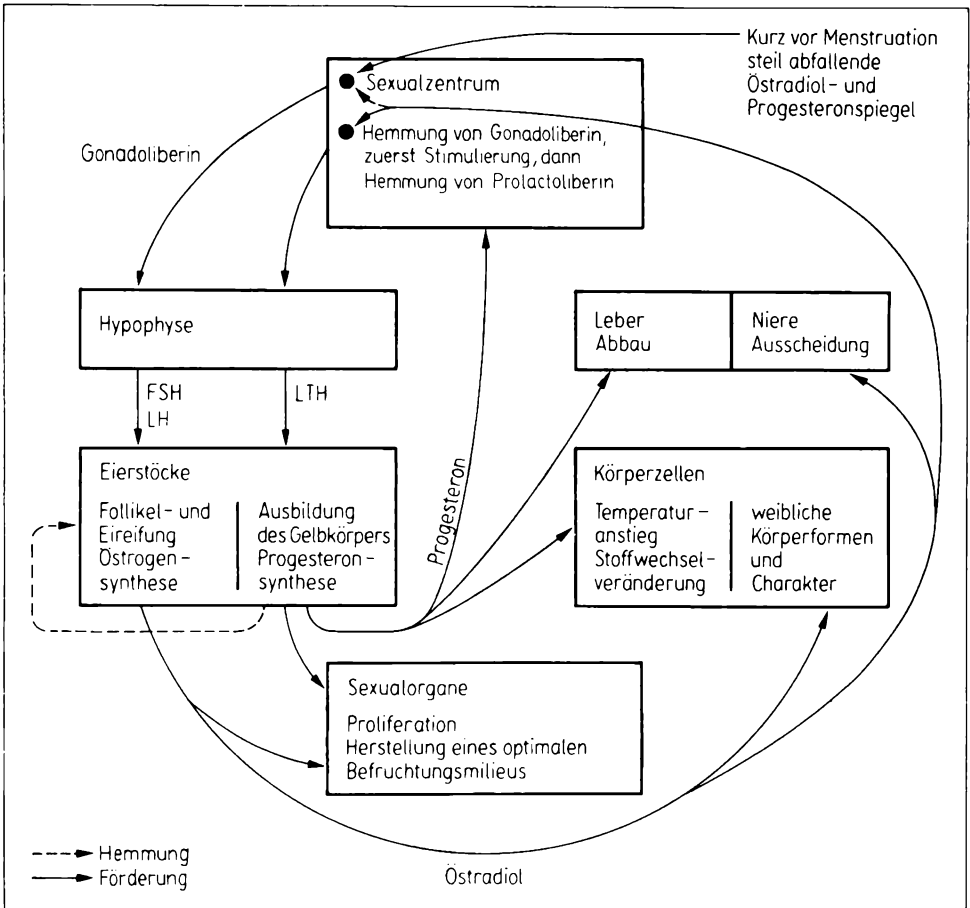 Kurz vor Menstruation
steil abfallende
Östradiol- und
Progesteronspiegel
Sexualzentrum
Hemmung von Gonadoliberin,
zuerst Stimulierung, dann
Hemmung von Prolactoliberin
Gonadoliberin
Hypophyse
Leber
Abbau
Niere
Ausscheidung
FSH
LH
LTH
Eierstöcke
Follikel- und
Eireifung
Östrogen-
synthese
Ausbildung
des Gelbkörpers
Progesteron-
synthese
Progesteron
Körperzellen
Temperatur-
anstieg
Stoffwechsel-
veränderung
weibliche
Körperformen
und
Charakter
Sexualorgane
Proliferation
Herstellung eines optimalen
Befruchtungsmilieus
Hemmung
Förderung
Östradiol